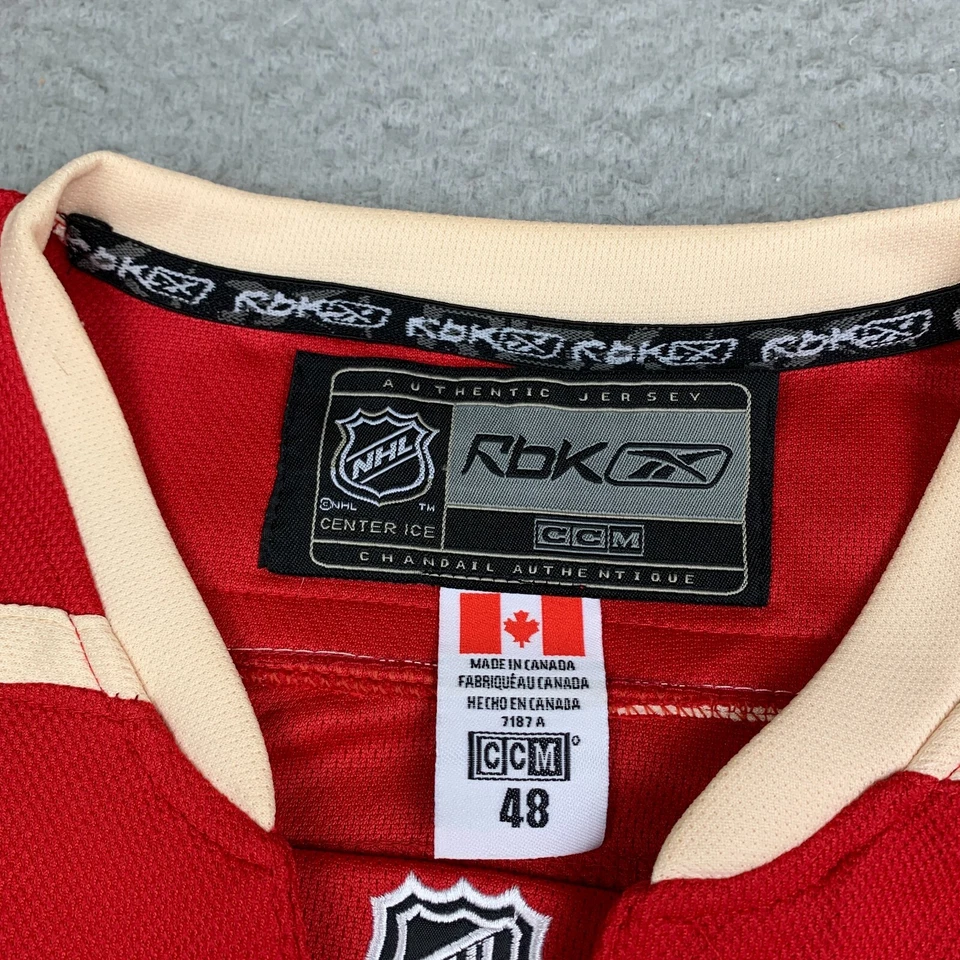 RbK RbK RbK RbK RbK
AUTHENTIC JERSEY
NHL
RbK
©NHL TM
CENTER ICE
CCM
CHANDAIL AUTHENTIQUE
MADE IN CANADA
FABRIQUÉ AU CANADA
HECHO EN CANADA
7187 A
CCM
48